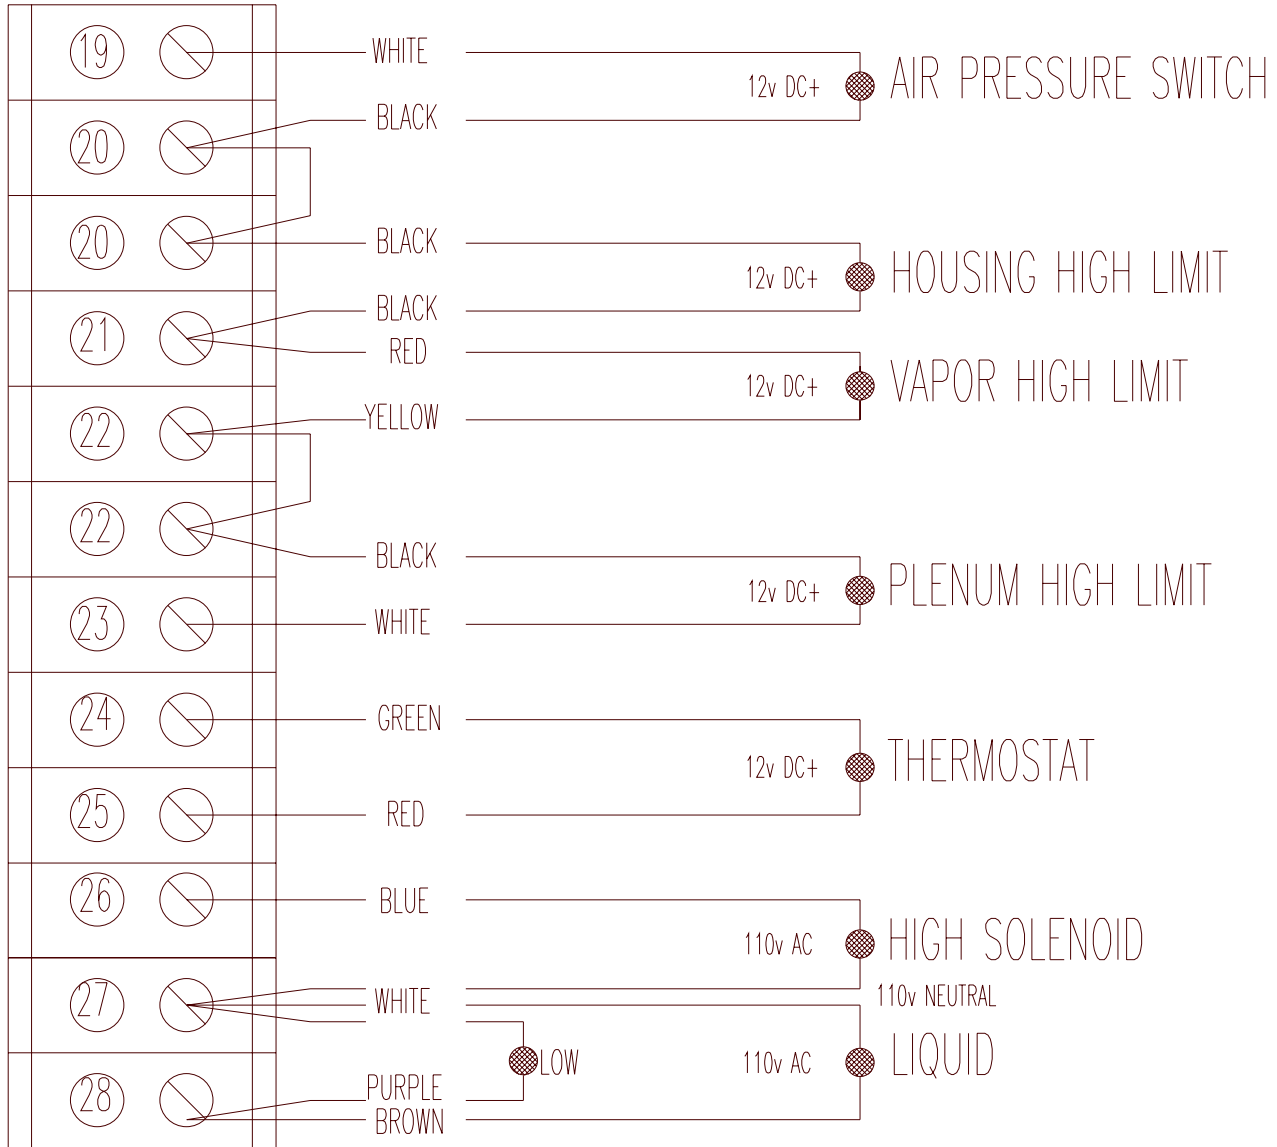 19 WHITE
12v DC+ AIR PRESSURE SWITCH
BLACK
20
20 BLACK
12v DC+ HOUSING HIGH LIMIT
BLACK
21
RED
12v DC+ VAPOR HIGH LIMIT
YELLOW
22
22
BLACK
12v DC+ PLENUM HIGH LIMIT
23 WHITE
24 GREEN
12v DC+ THERMOSTAT
25 RED
26 BLUE
110v AC HIGH SOLENOID
110v NEUTRAL
27 WHITE
LOW
110v AC LIQUID
PURPLE
28
BROWN